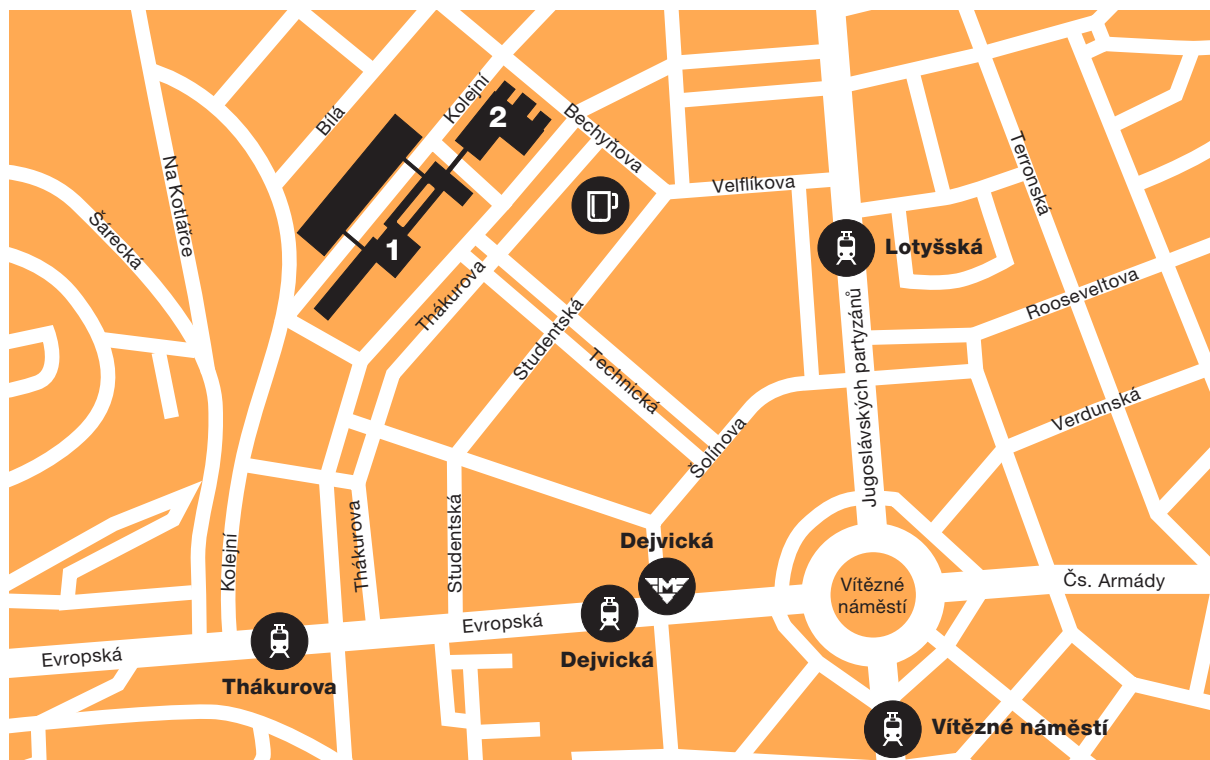 Kolejní
2
Bílá
Bechyňova
Terronská
Na Kotlářce
Velflíkova
Šárecká
1
Lotyšská
Thákurova
Rooseveltova
Studentská
Technická
Jugoslávských partyzánů
Verdunská
Šolínova
Thákurova
Studentská
Kolejní
Dejvická
Vítězné
náměstí
Čs. Armády
Evropská
Evropská
Dejvická
Thákurova
Vítězné náměstí